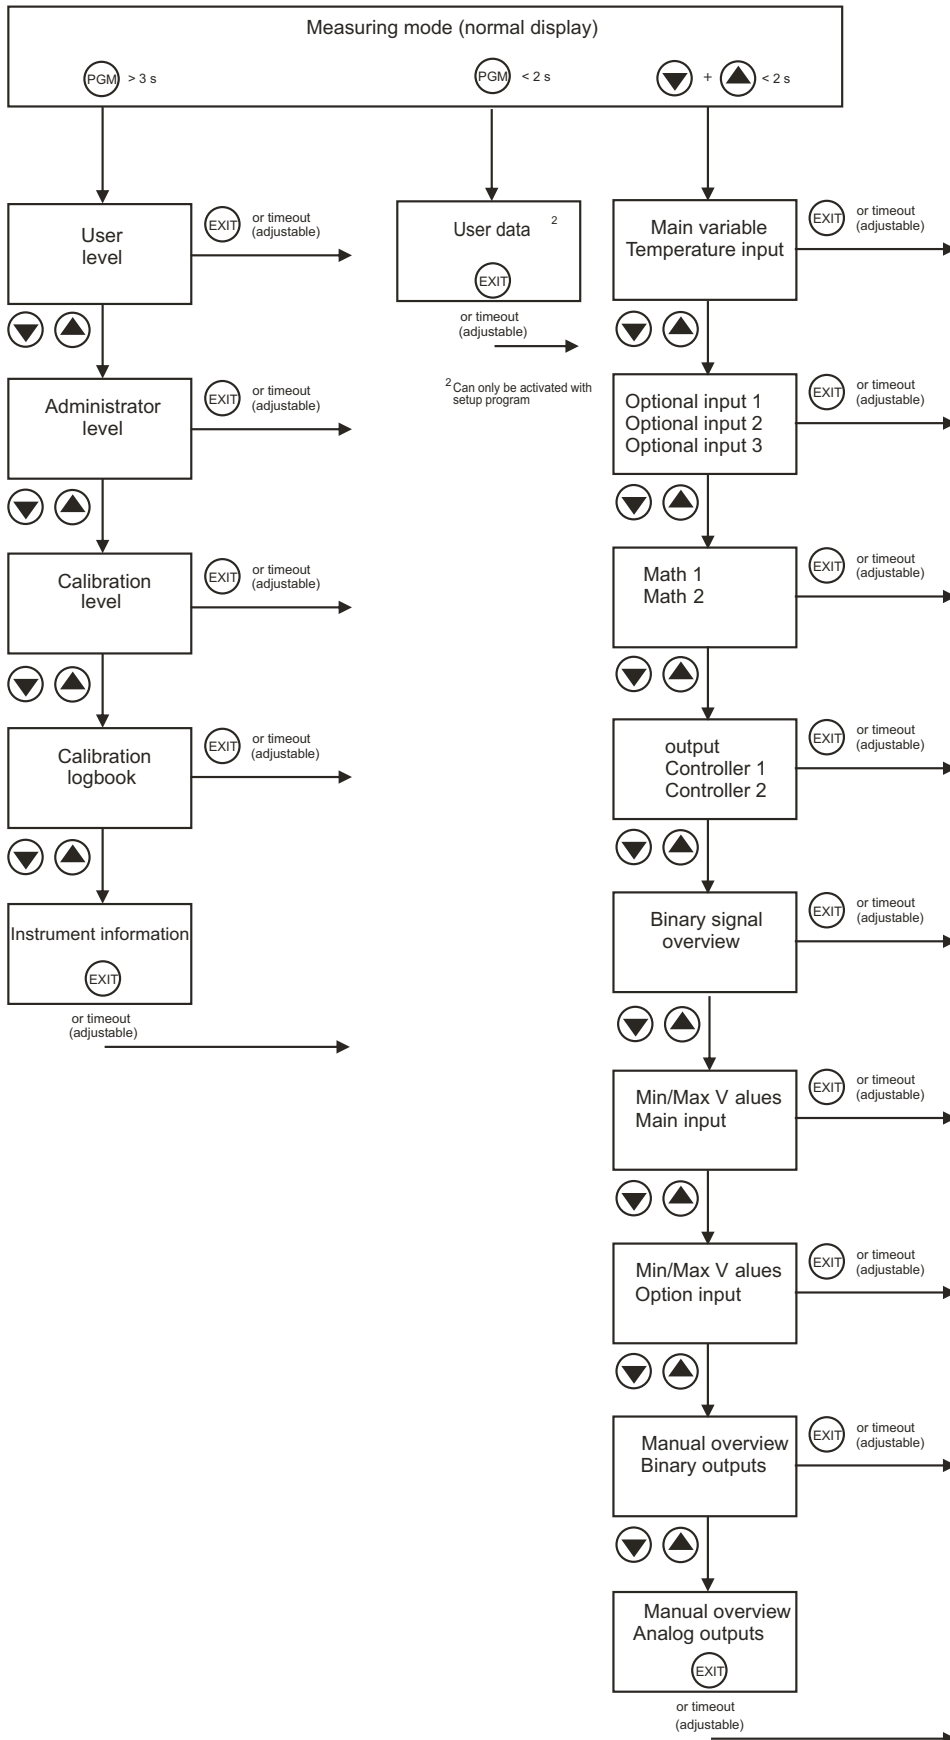 Measuring mode (normal display)
PGM > 3 s
PGM < 2 s
+ < 2 s
User
level
EXIT or timeout
(adjustable)
Administrator
level
EXIT or timeout
(adjustable)
Calibration
level
EXIT or timeout
(adjustable)
Calibration
logbook
EXIT or timeout
(adjustable)
Instrument information
EXIT
or timeout
(adjustable)
User data 2
EXIT
or timeout
(adjustable)
2 Can only be activated with
setup program
Main variable
Temperature input
EXIT or timeout
(adjustable)
Optional input 1
Optional input 2
Optional input 3
EXIT or timeout
(adjustable)
Math 1
Math 2
EXIT or timeout
(adjustable)
output
Controller 1
Controller 2
EXIT or timeout
(adjustable)
Binary signal
overview
EXIT or timeout
(adjustable)
Min/Max V alues
Main input
EXIT or timeout
(adjustable)
Min/Max V alues
Option input
EXIT or timeout
(adjustable)
Manual overview
Binary outputs
EXIT or timeout
(adjustable)
Manual overview
Analog outputs
EXIT
or timeout
(adjustable)